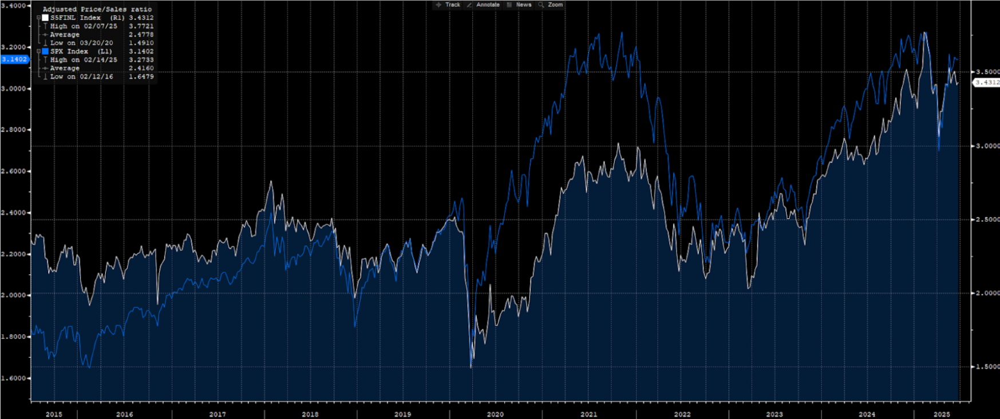 Track Annotate News Zoom
Adjusted Price/Sales ratio
S5FINL Index (R1) 3.4312
High on 02/07/25 3.7721
Average 2.4778
Low on 03/20/20 1.4910
SPX Index (L1) 3.1402
High on 02/14/25 3.2733
Average 2.4160
Low on 02/12/16 1.6479
3.4000
3.2000
3.1402
3.0000
2.8000
2.6000
2.4000
2.2000
2.0000
1.8000
1.6000
3.5000
3.4312
3.0000
2.5000
2.0000
1.5000
2015 2016 2017 2018 2019 2020 2021 2022 2023 2024 2025